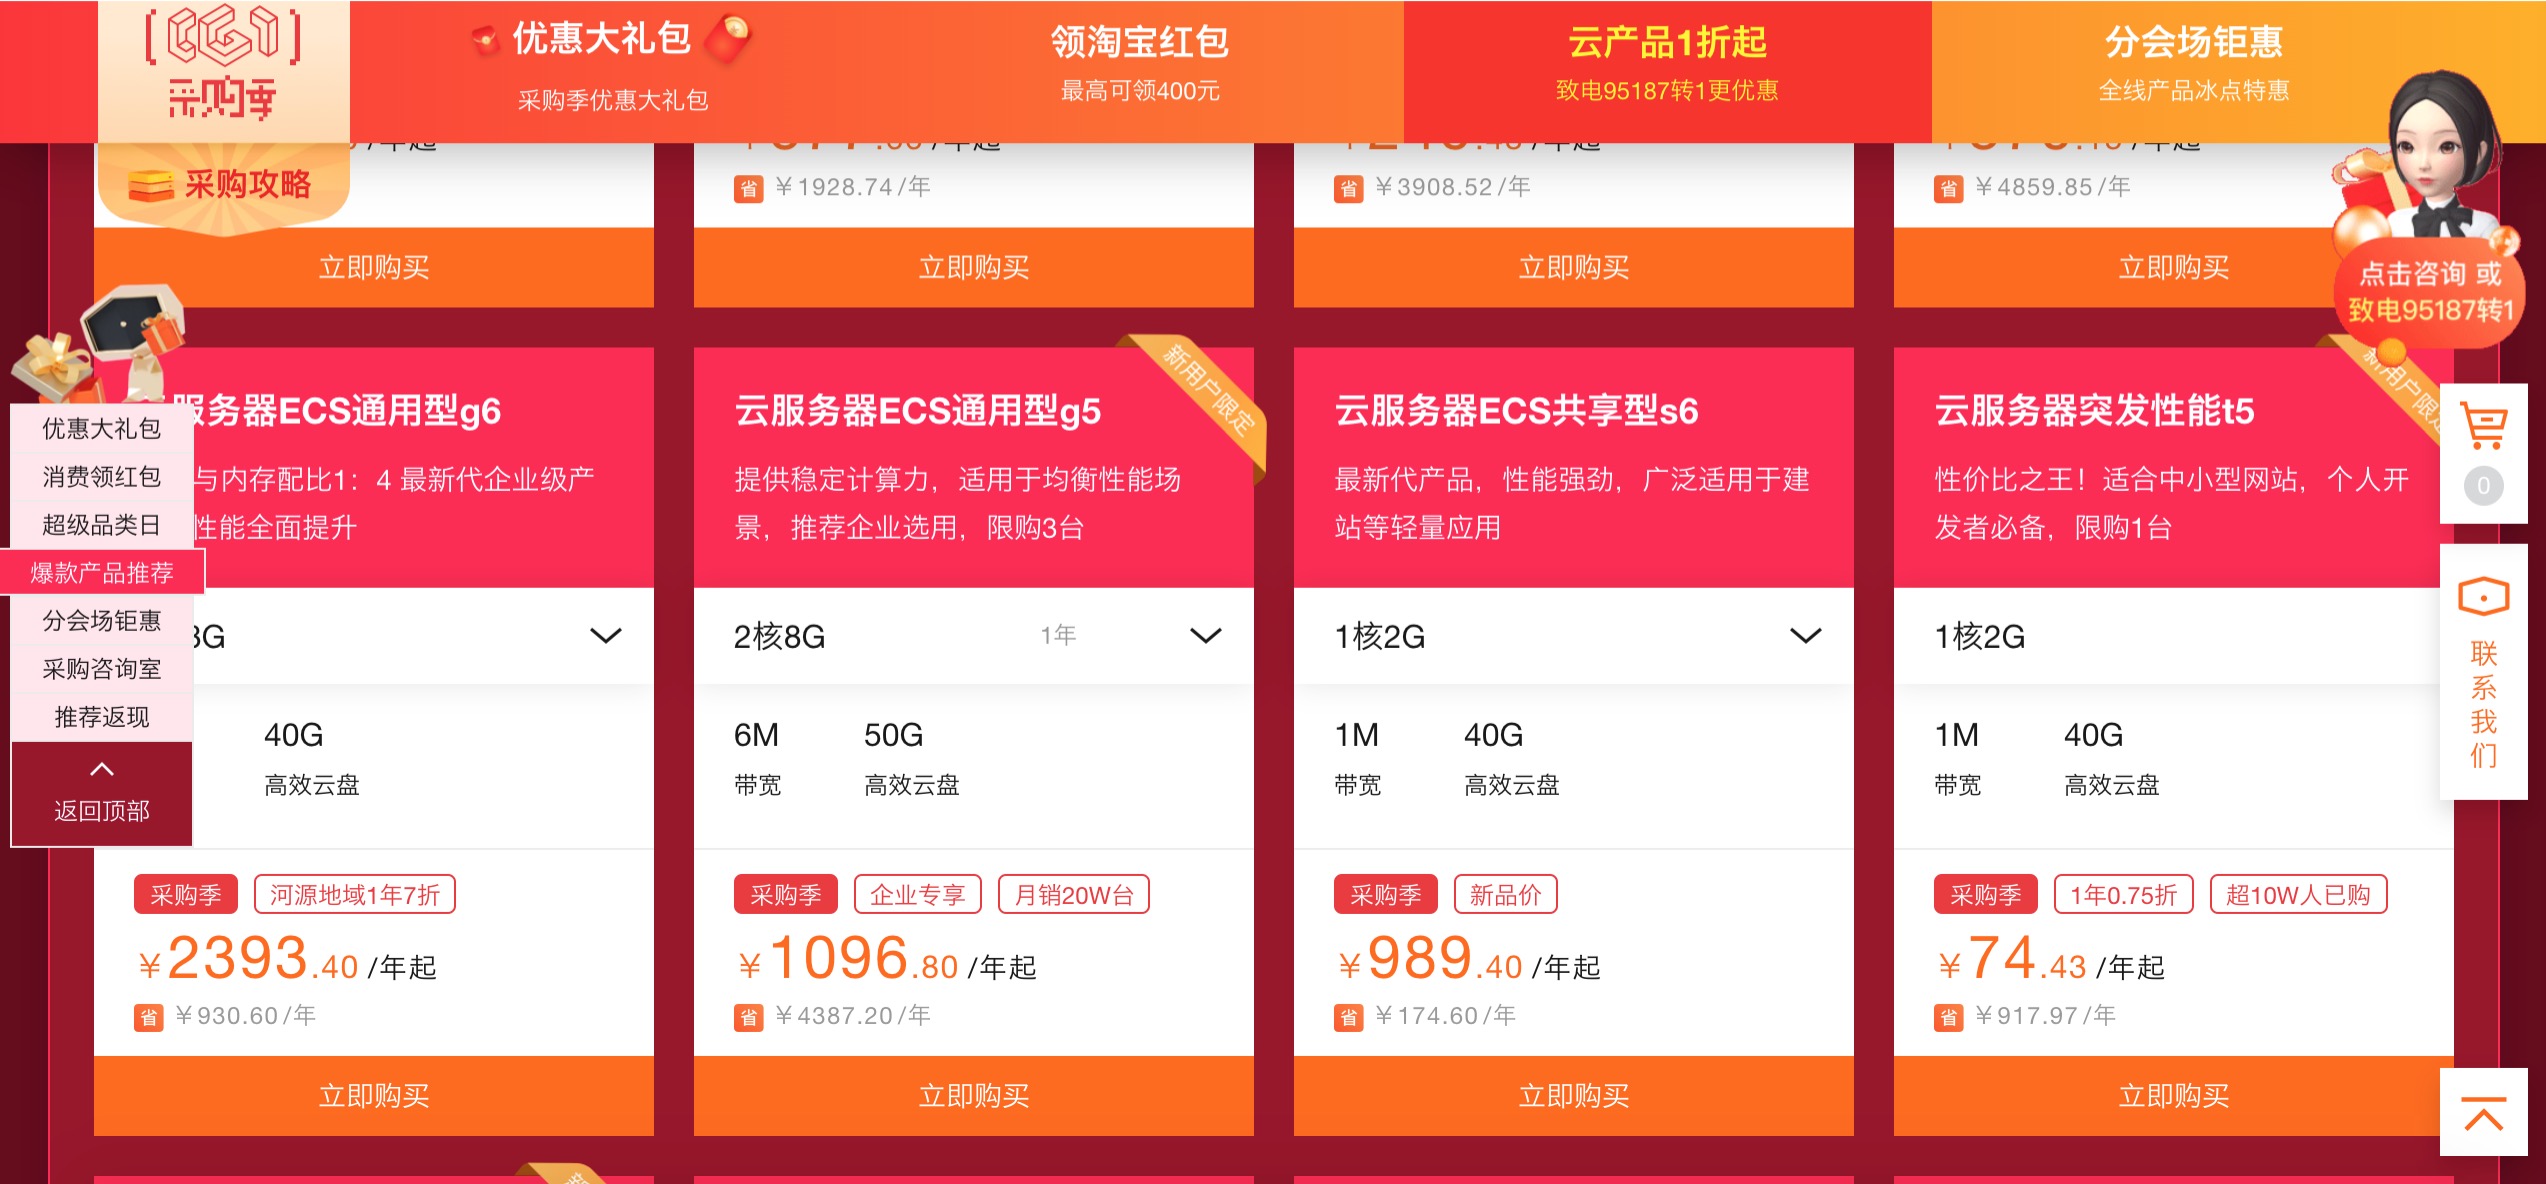 采购季
优惠大礼包
采购季优惠大礼包
领淘宝红包
最高可领400元
云产品1折起
致电95187转1更优惠
分会场钜惠
全线产品冰点特惠
采购攻略
/年起
/年起
/年起
/年起
省 ￥1928.74/年
省 ￥3908.52/年
省 ￥4859.85/年
立即购买
立即购买
立即购买
立即购买
点击咨询 或
致电95187转1
优惠大礼包
消费领红包
超级品类日
爆款产品推荐
分会场钜惠
采购咨询室
推荐返现
返回顶部
服务器ECS通用型g6
与内存配比1：4 最新代企业级产
性能全面提升
40G
高效云盘
采购季 河源地域1年7折
￥2393.40 /年起
省 ￥930.60/年
立即购买
新用户限定
云服务器ECS通用型g5
提供稳定计算力，适用于均衡性能场
景，推荐企业选用，限购3台
2核8G 1年
6M 50G
带宽 高效云盘
采购季 企业专享 月销20W台
￥1096.80 /年起
省 ￥4387.20/年
立即购买
云服务器ECS共享型s6
最新代产品，性能强劲，广泛适用于建
站等轻量应用
1核2G
1M 40G
带宽 高效云盘
采购季 新品价
￥989.40 /年起
省 ￥174.60/年
立即购买
新用户限定
云服务器突发性能t5
性价比之王！适合中小型网站，个人开
发者必备，限购1台
1核2G
1M 40G
带宽 高效云盘
采购季 1年0.75折 超10W人已购
￥74.43 /年起
省 ￥917.97/年
立即购买
0
联系我们